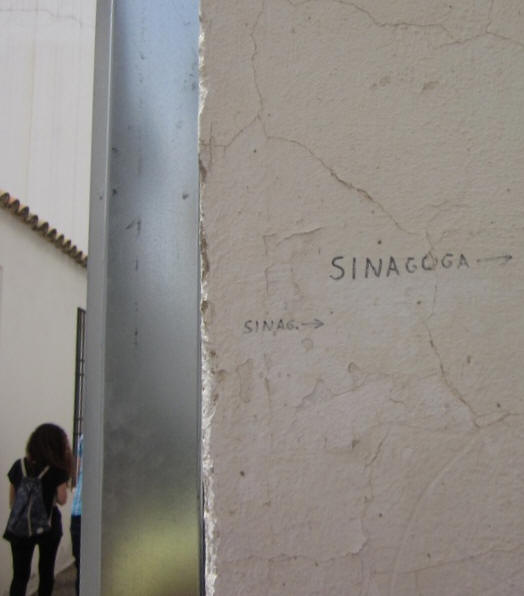 SINAGOGA →
SINAG. →